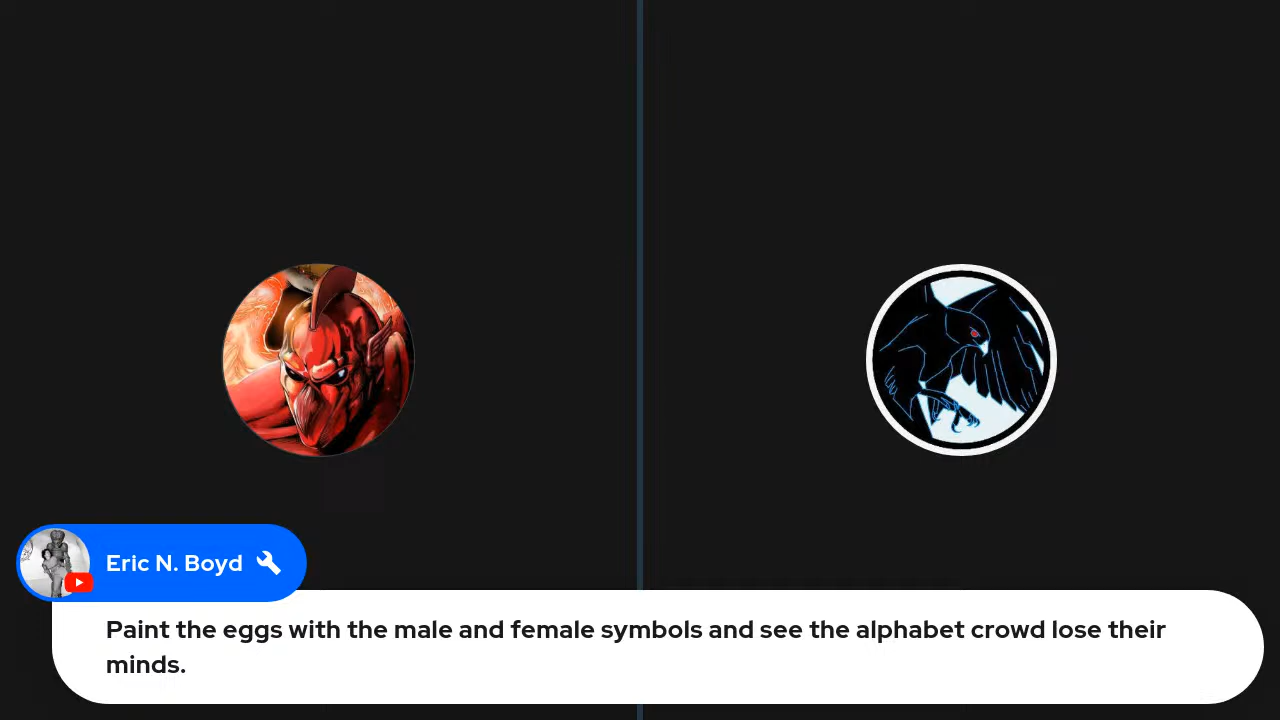 Eric N. Boyd
Paint the eggs with the male and female symbols and see the alphabet crowd lose their
minds.